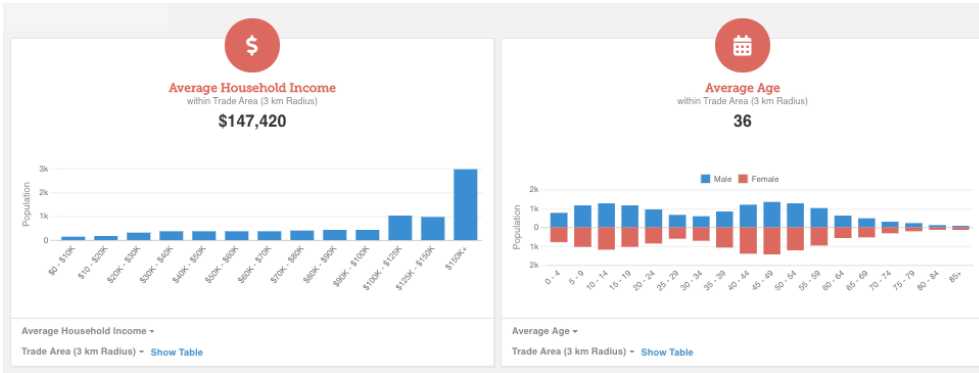 $
Average Household Income
within Trade Area (3 km Radius)
$147,420
Population
3k
2k
1k
0
$0 - $10K
$10 - $20K
$20K - $30K
$30K - $40K
$40K - $50K
$50K - $60K
$60K - $70K
$70K - $80K
$80K - $90K
$90K - $100K
$100K - $125K
$125K - $150K
$150K+
Average Household Income
Trade Area (3 km Radius) Show Table
Average Age
within Trade Area (3 km Radius)
36
Male Female
Population
2k
1k
0
1k
2k
0 - 4
5 - 9
10 - 14
15 - 19
20 - 24
25 - 29
30 - 34
35 - 39
40 - 44
45 - 49
50 - 54
55 - 59
60 - 64
65 - 69
70 - 74
75 - 79
80 - 84
85+
Average Age
Trade Area (3 km Radius) Show Table